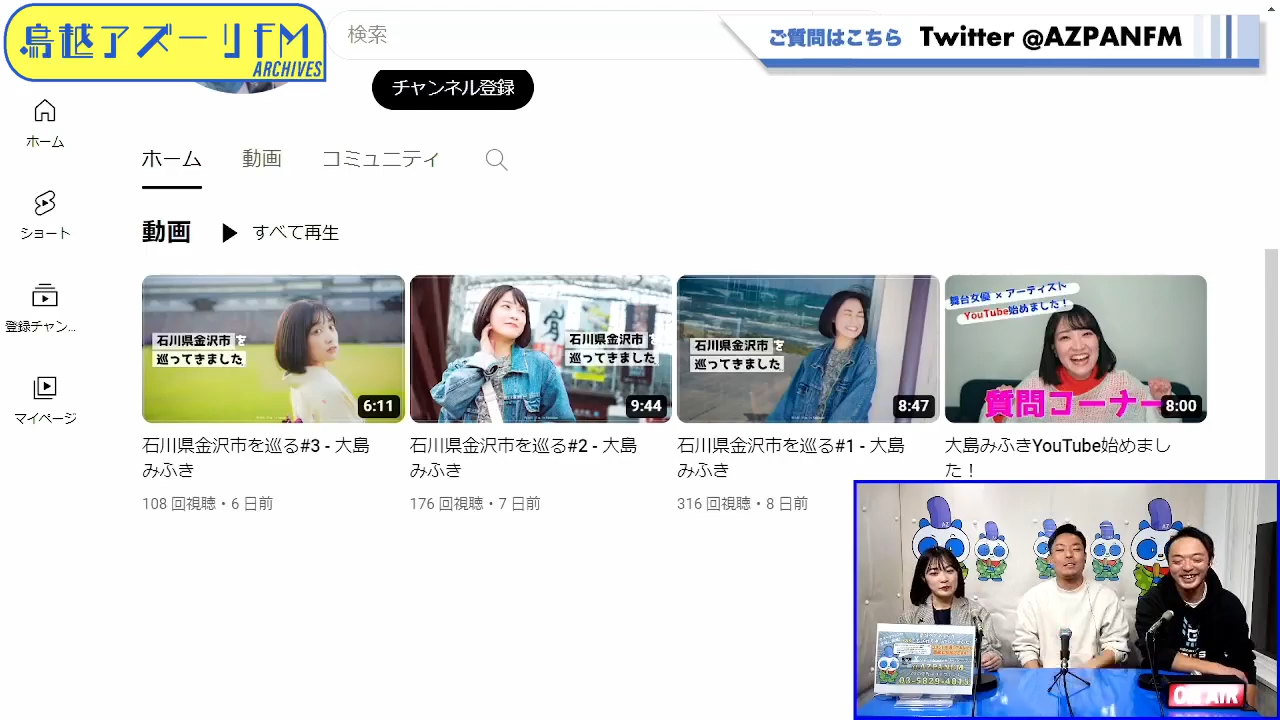 鳥越アズーリFM
ARCHIVES
検索
ご質問はこちら Twitter @AZPANFM
チャンネル登録
ホーム
ショート
登録チャン...
マイページ
ホーム 動画 コミュニティ
動画 すべて再生
石川県金沢市を
巡ってきました
6:11
石川県金沢市を
巡ってきました
9:44
石川県金沢市を
巡ってきました
8:47
舞台女優 × アーティスト
YouTube始めました！
質問コーナー
8:00
石川県金沢市を巡る#3 - 大島
みふき
108 回視聴・6 日前
石川県金沢市を巡る#2 - 大島
みふき
176 回視聴・7 日前
石川県金沢市を巡る#1 - 大島
みふき
316 回視聴・8 日前
大島みふきYouTube始めまし
た！
@AZPANFM
03-5829-4815
ON AIR